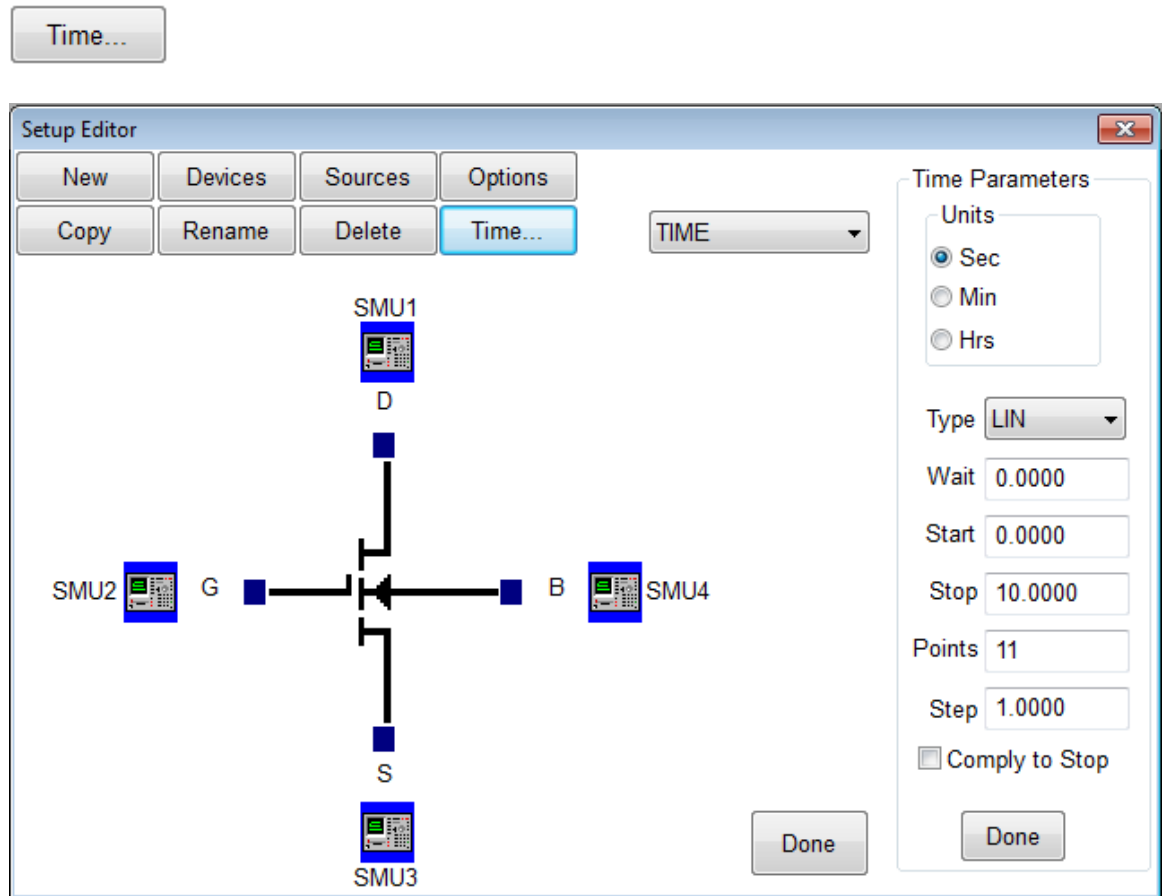 Time...
Setup Editor
New Devices Sources Options
Copy Rename Delete Time...
TIME
SMU1
D
SMU2 G
B SMU4
S
SMU3
Done
Time Parameters
Units
Sec
Min
Hrs
Type LIN
Wait 0.0000
Start 0.0000
Stop 10.0000
Points 11
Step 1.0000
Comply to Stop
Done